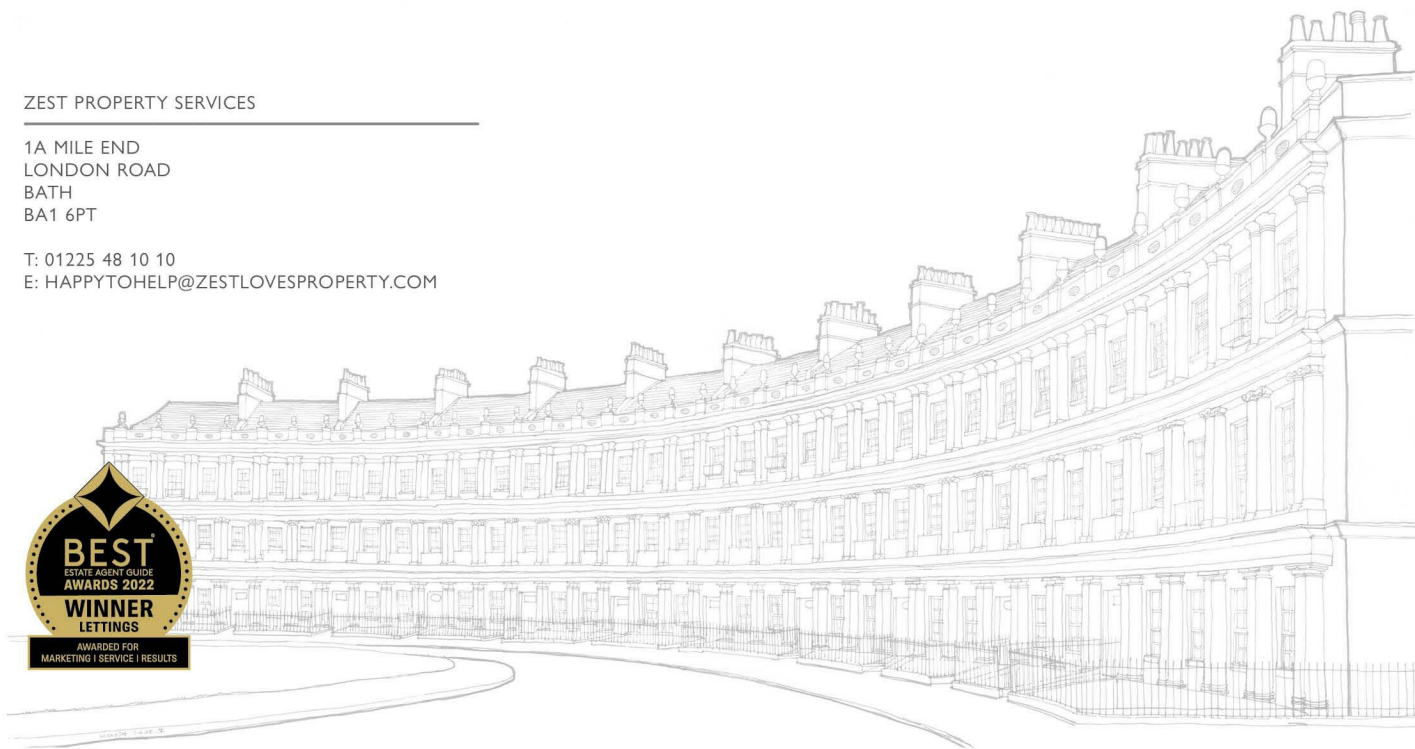 ZEST PROPERTY SERVICES
1A MILE END
LONDON ROAD
BATH
BA1 6PT
T: 01225 48 10 10
E: HAPPYTOHELP@ZESTLOVESPROPERTY.COM
BEST
ESTATE AGENT GUIDE
AWARDS 2022
WINNER
LETTINGS
AWARDED FOR
MARKETING | SERVICE | RESULTS